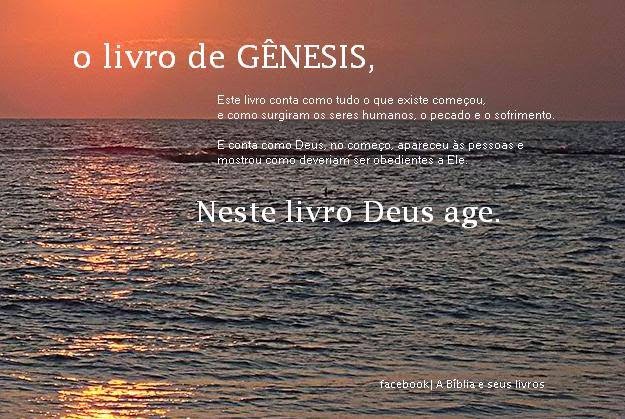 o livro de GÊNESIS,
Este livro conta como tudo o que existe começou,
e como surgiram os seres humanos, o pecado e o sofrimento.
E conta como Deus, no começo, apareceu às pessoas e
mostrou como deveriam ser obedientes a Ele.
Neste livro Deus age.
facebook| A Bíblia e seus livros